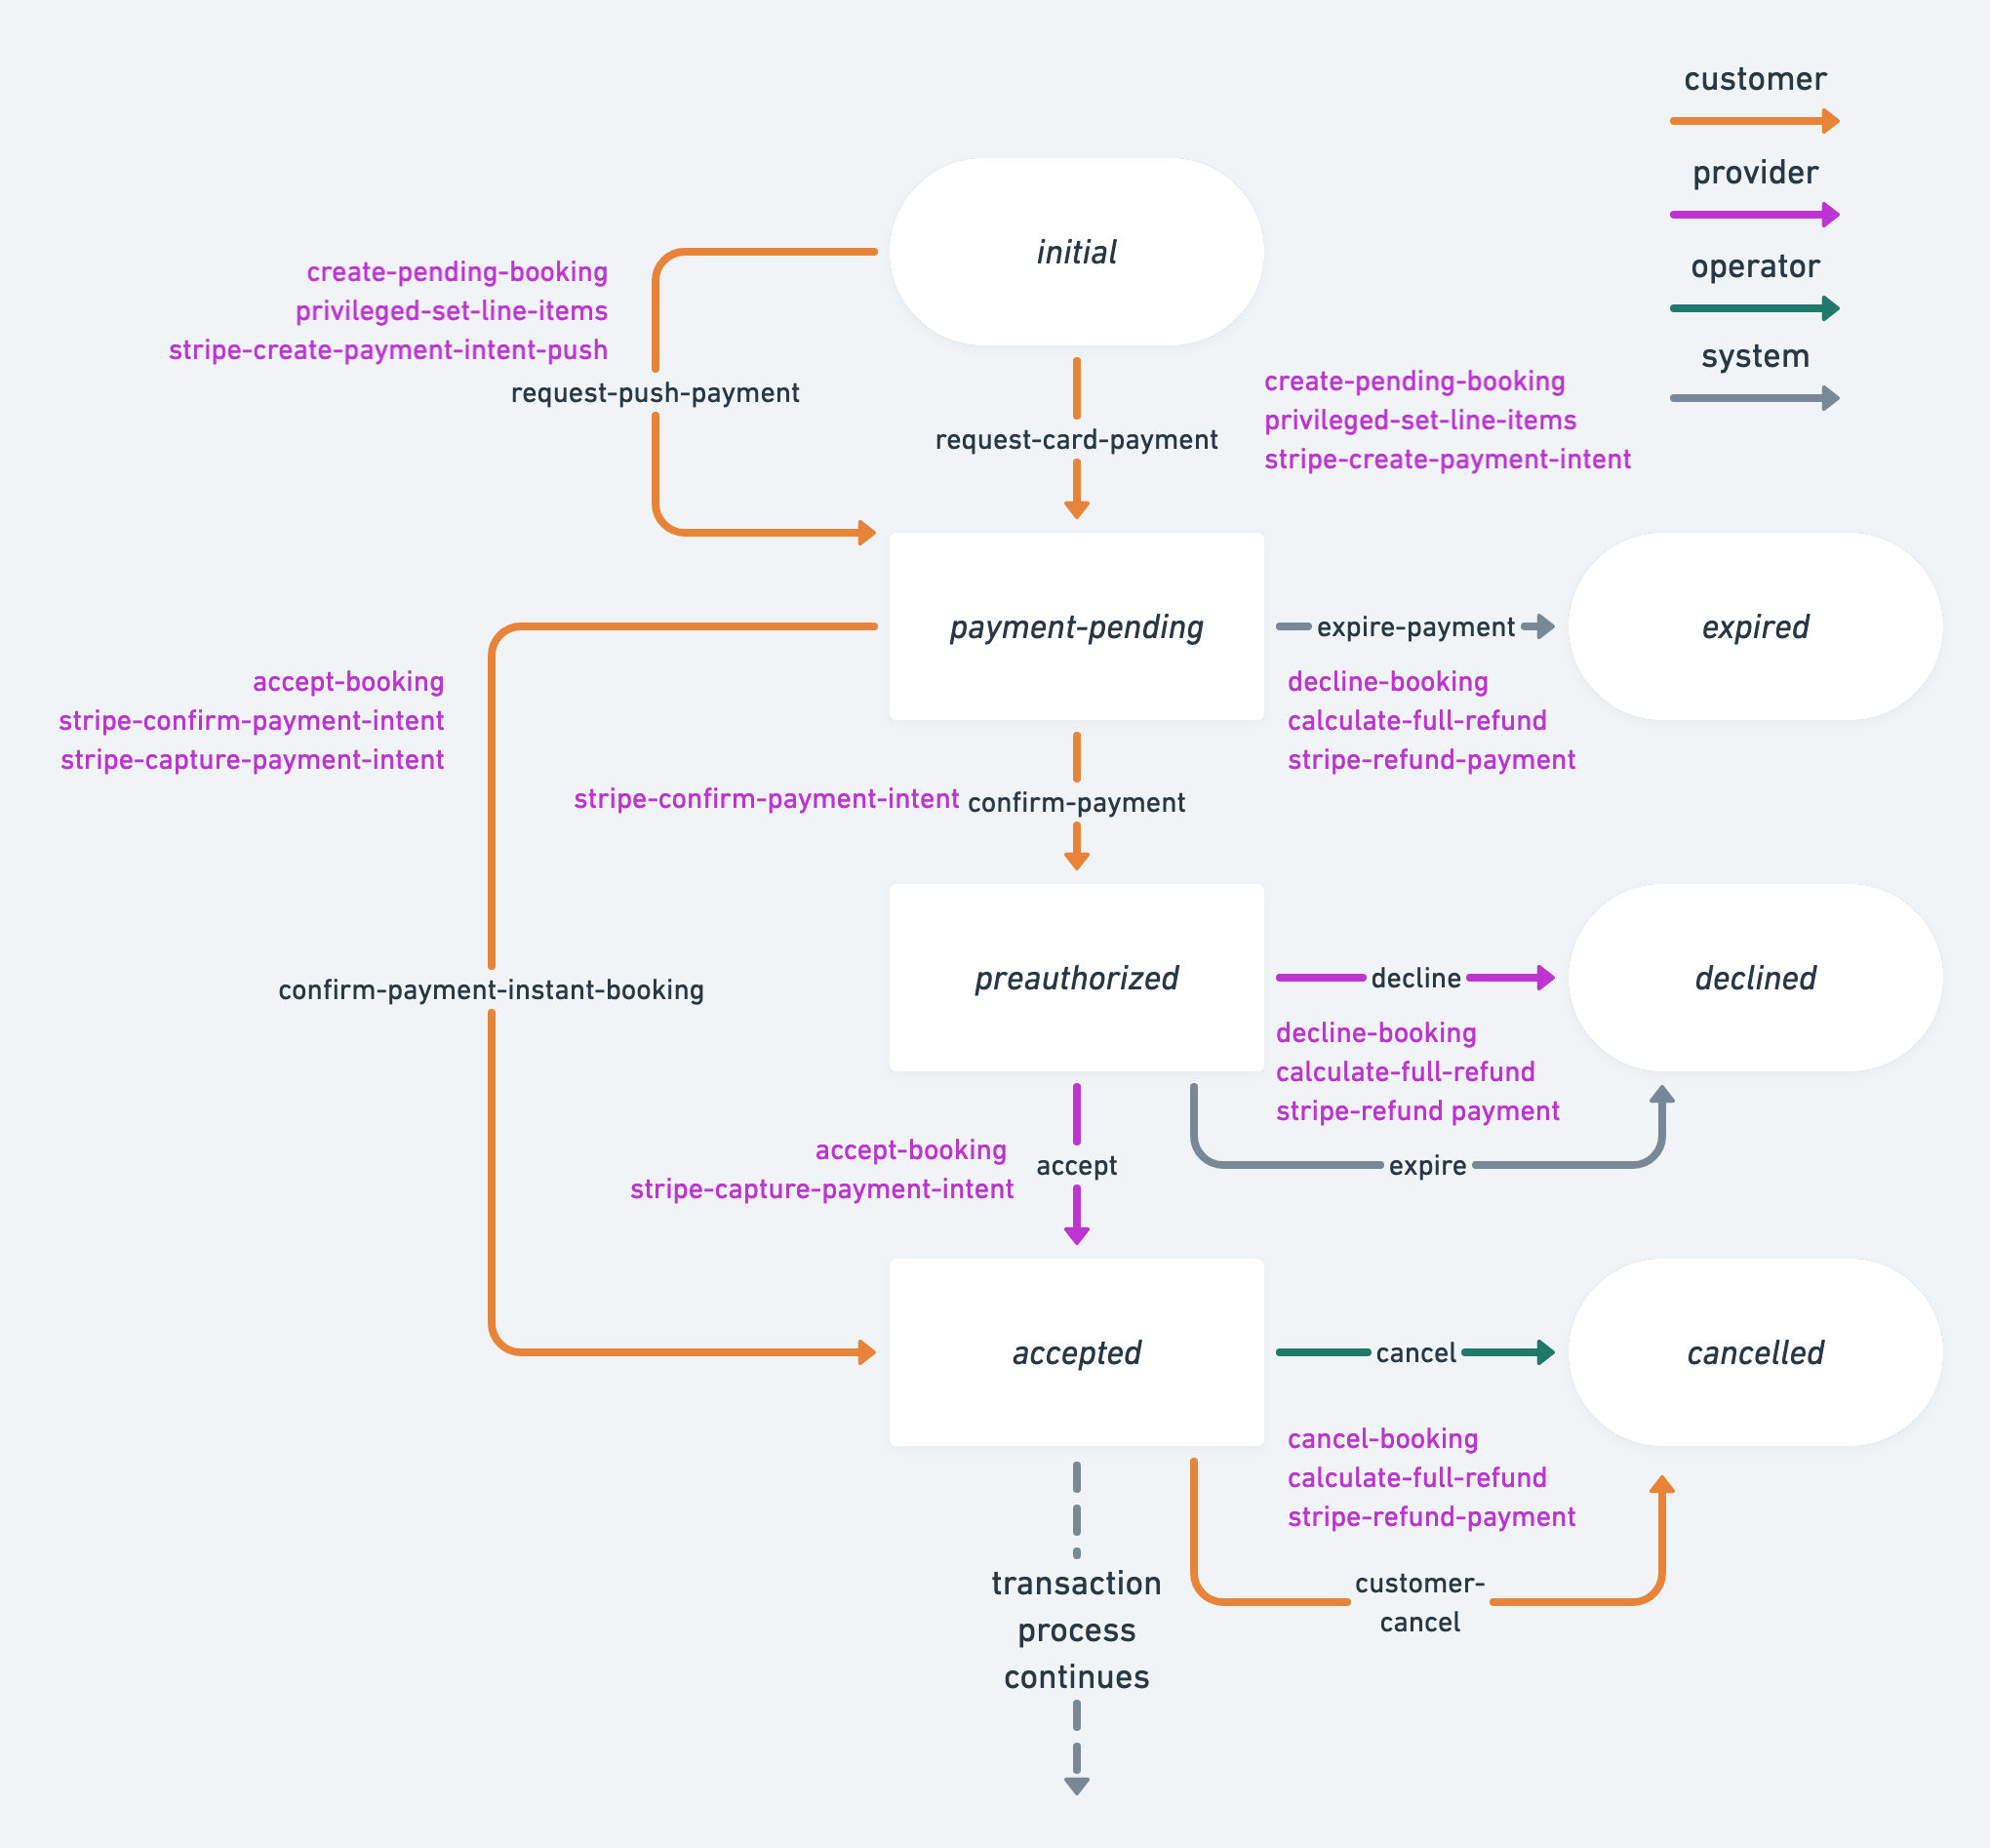 customer
provider
operator
system
initial
create-pending-booking
privileged-set-line-items
stripe-create-payment-intent-push
request-push-payment
create-pending-booking
privileged-set-line-items
stripe-create-payment-intent
request-card-payment
payment-pending
expire-payment
expired
decline-booking
calculate-full-refund
stripe-refund-payment
accept-booking
stripe-confirm-payment-intent
stripe-capture-payment-intent
stripe-confirm-payment-intent
confirm-payment
confirm-payment-instant-booking
preauthorized
decline
declined
decline-booking
calculate-full-refund
stripe-refund payment
expire
accept-booking
stripe-capture-payment-intent
accept
accepted
cancel
cancelled
cancel-booking
calculate-full-refund
stripe-refund-payment
customer-
cancel
transaction
process
continues